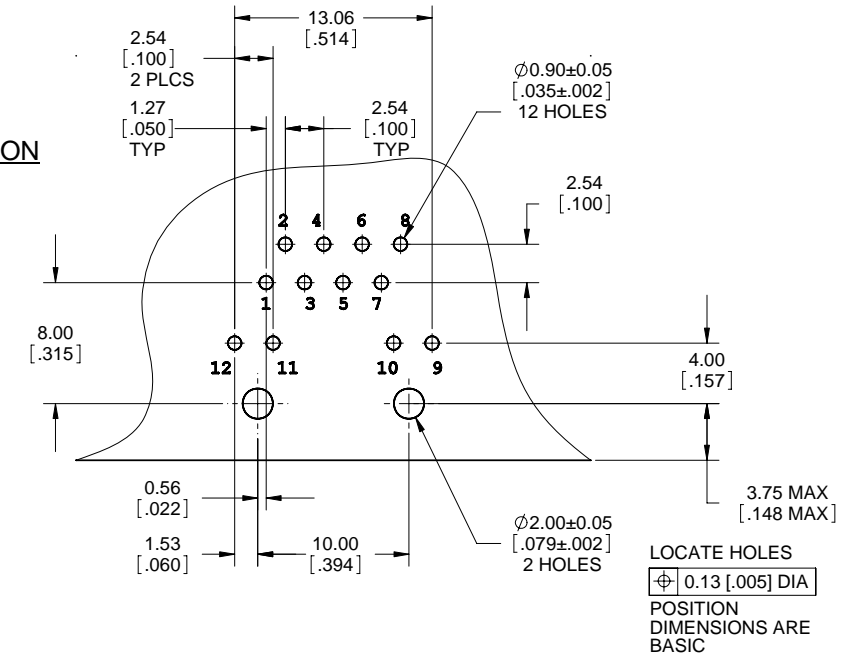 13.06
[.514]
2.54
[.100]
2 PLCS
∅0.90±0.05
[.035±.002]
12 HOLES
1.27
[.050]
TYP
2.54
[.100]
TYP
ON
2.54
[.100]
2 4 6 8
1 3 5 7
8.00
[.315]
12 11 10 9
4.00
[.157]
0.56
[.022]
3.75 MAX
[.148 MAX]
1.53
[.060]
10.00
[.394]
∅2.00±0.05
[.079±.002]
2 HOLES
LOCATE HOLES
⌖ 0.13 [.005] DIA
POSITION
DIMENSIONS ARE
BASIC